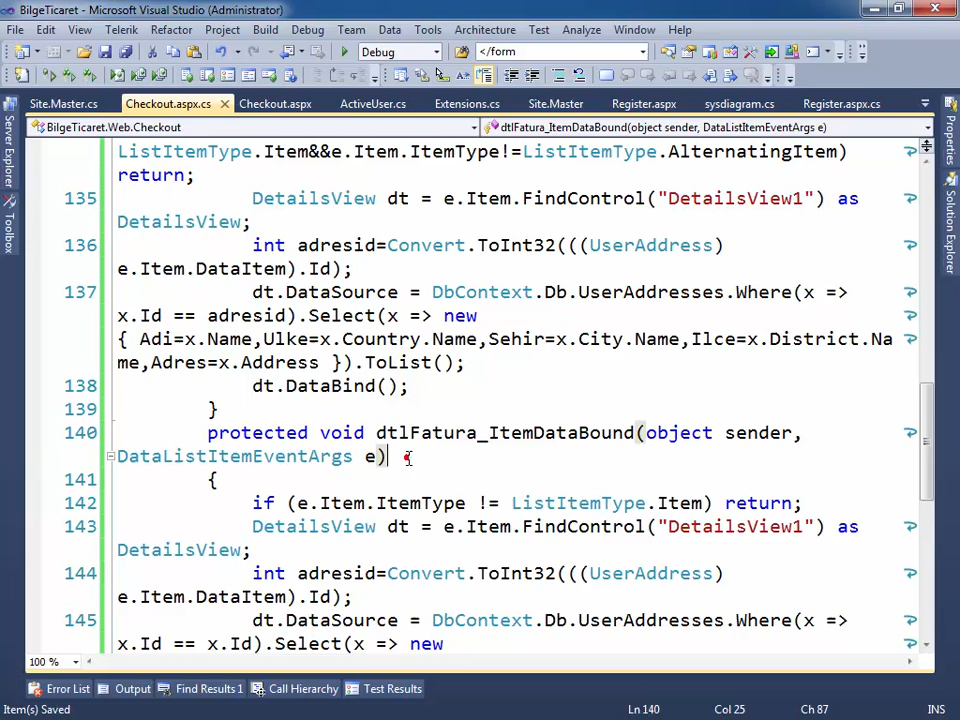 BilgeTicaret - Microsoft Visual Studio (Administrator)
File Edit View Telerik Refactor Project Build Debug Team Data Tools Architecture Test Analyze Window Help
Debug </form
Site.Master.cs Checkout.aspx.cs Checkout.aspx ActiveUser.cs Extensions.cs Site.Master Register.aspx sysdiagram.cs Register.aspx.cs
BilgeTicaret.Web.Checkout dtlFatura_ItemDataBound(object sender, DataListItemEventArgs e)
Server Explorer
Toolbox
Properties
Solution Explorer
ListItemType.Item&&e.Item.ItemType!=ListItemType.AlternatingItem)
return;
135 DetailsView dt = e.Item.FindControl("DetailsView1") as
DetailsView;
136 int adresid=Convert.ToInt32(((UserAddress)
e.Item.DataItem).Id);
137 dt.DataSource = DbContext.Db.UserAddresses.Where(x =>
x.Id == adresid).Select(x => new
{ Adi=x.Name,Ulke=x.Country.Name,Sehir=x.City.Name,Ilce=x.District.Na
me,Adres=x.Address }).ToList();
138 dt.DataBind();
139 }
140 protected void dtlFatura_ItemDataBound(object sender,
DataListItemEventArgs e)
141 {
142 if (e.Item.ItemType != ListItemType.Item) return;
143 DetailsView dt = e.Item.FindControl("DetailsView1") as
DetailsView;
144 int adresid=Convert.ToInt32(((UserAddress)
e.Item.DataItem).Id);
145 dt.DataSource = DbContext.Db.UserAddresses.Where(x =>
x.Id == x.Id).Select(x => new
100 %
Error List Output Find Results 1 Call Hierarchy Test Results
Item(s) Saved Ln 140 Col 25 Ch 87 INS